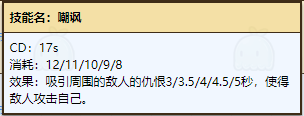 技能名：嘲讽
CD：17s
消耗：12/11/10/9/8
效果：吸引周围的敌人的仇恨3/3.5/4/4.5/5秒，使得
敌人攻击自己。